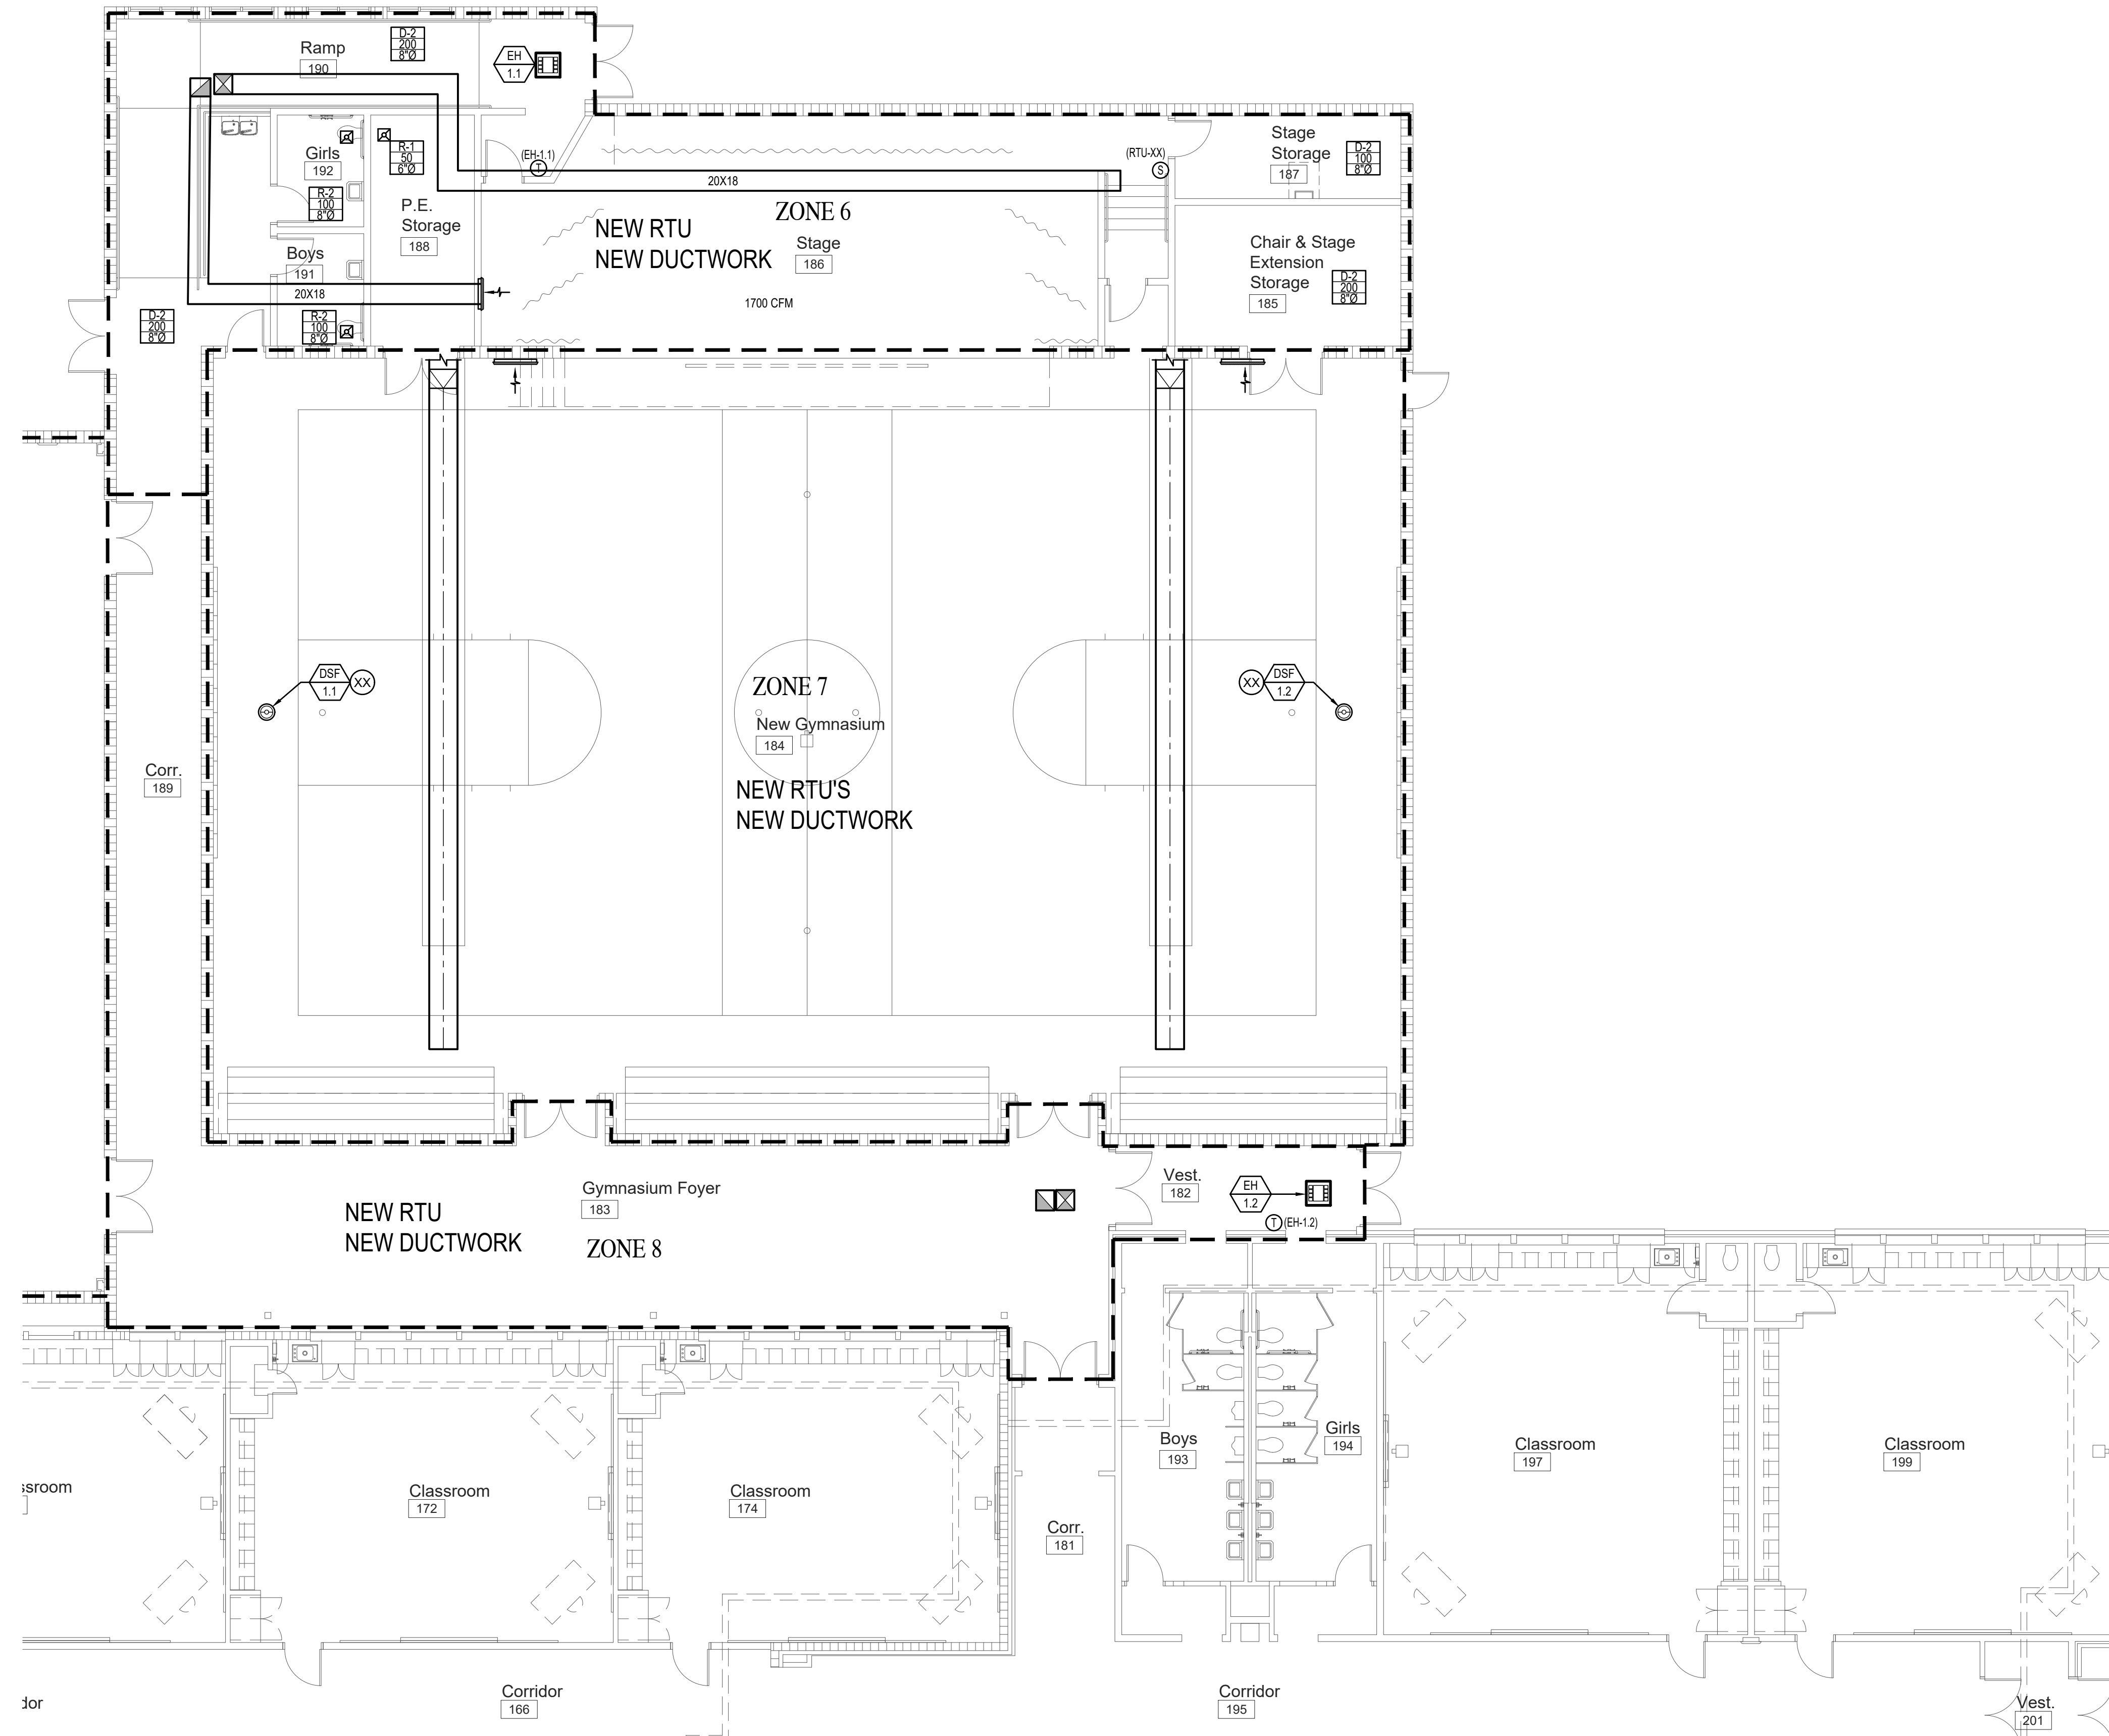 D-2
200
8"Ø
Ramp
190
EH
1.1
Girls
192
R-1
50
6"Ø
(EH-1.1)
T
(RTU-XX)
S
Stage
Storage
187
D-2
100
8"Ø
20X18
R-2
100
8"Ø
P.E.
Storage
188
ZONE 6
NEW RTU
NEW DUCTWORK
Stage
186
Boys
191
Chair & Stage
Extension
Storage
185
D-2
200
8"Ø
20X18
1700 CFM
D-2
200
8"Ø
R-2
100
8"Ø
DSF
1.1
XX
ZONE 7
New Gymnasium
184
XX
DSF
1.2
Corr.
189
NEW RTU'S
NEW DUCTWORK
Gymnasium Foyer
183
NEW RTU
NEW DUCTWORK
ZONE 8
Vest.
182
EH
1.2
T
(EH-1.2)
Boys
193
Girls
194
Classroom
197
Classroom
199
ssroom
Classroom
172
Classroom
174
Corr.
181
dor
Corridor
166
Corridor
195
Vest.
201